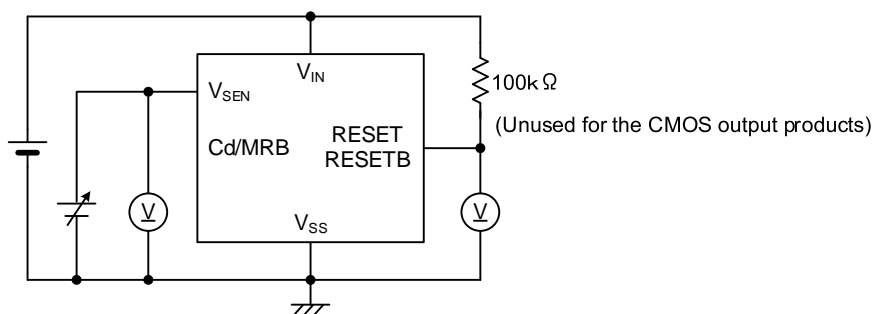 V_IN
V_SEN
100kΩ
(Unused for the CMOS output products)
Cd/MRB
RESET
RESETB
V
V
V_SS